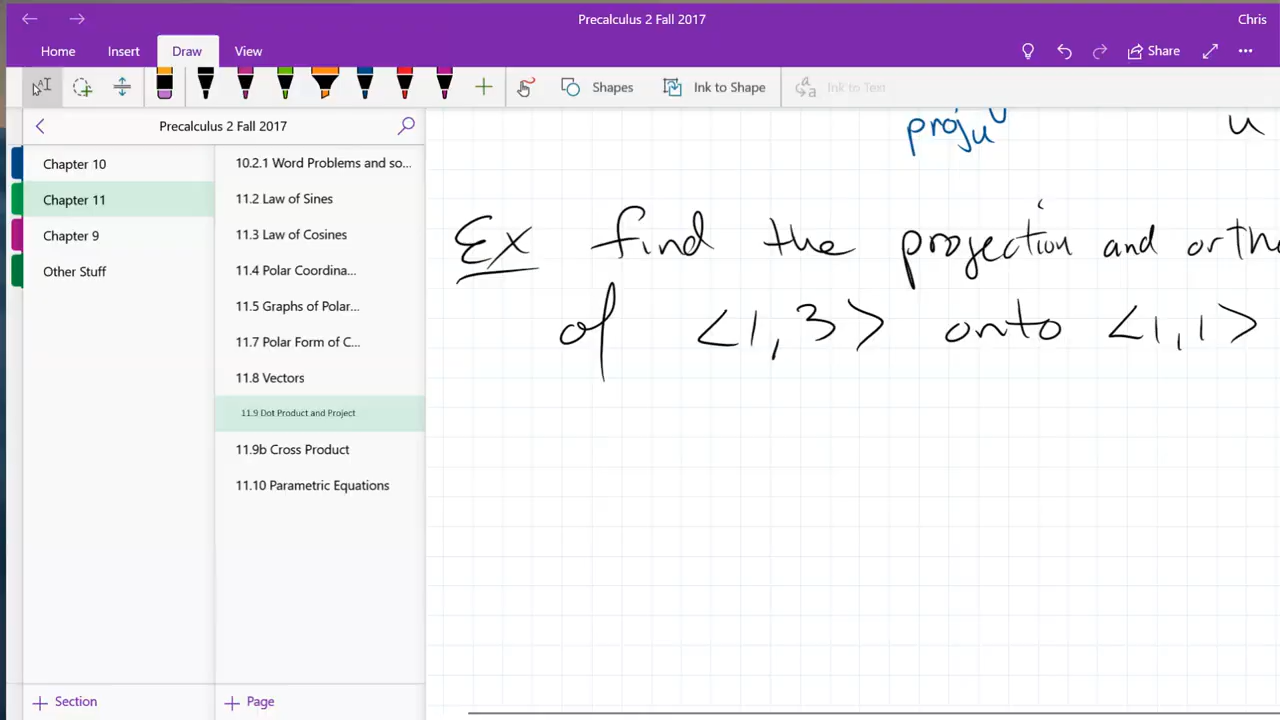 Precalculus 2 Fall 2017
Chris
Home Insert Draw View
Share
Shapes Ink to Shape Ink to Text
Precalculus 2 Fall 2017
Chapter 10
Chapter 11
Chapter 9
Other Stuff
10.2.1 Word Problems and so...
11.2 Law of Sines
11.3 Law of Cosines
11.4 Polar Coordina...
11.5 Graphs of Polar...
11.7 Polar Form of C...
11.8 Vectors
11.9 Dot Product and Project
11.9b Cross Product
11.10 Parametric Equations
Section
Page
proj u v
u
Ex find the projection and ortho
of <1,3> onto <1,1>